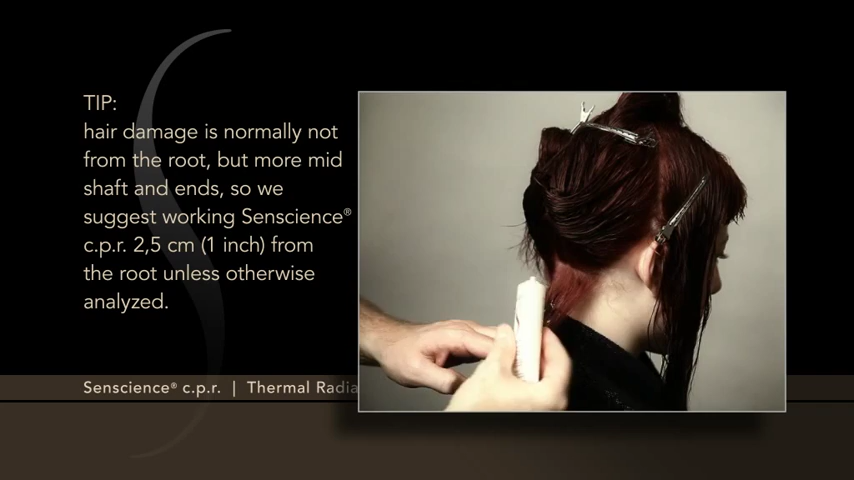 TIP:
hair damage is normally not
from the root, but more mid
shaft and ends, so we
suggest working Senscience®
c.p.r. 2,5 cm (1 inch) from
the root unless otherwise
analyzed.
Senscience® c.p.r. | Thermal Radia